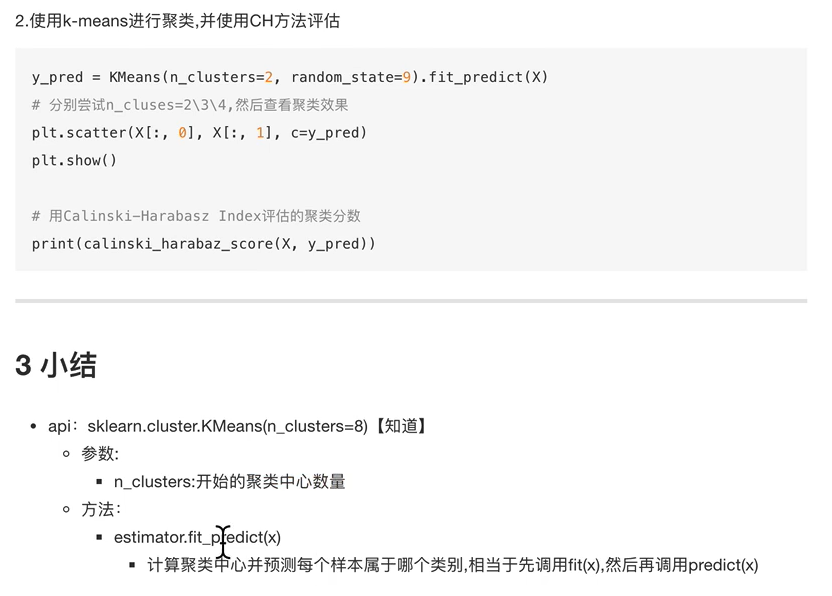 2.使用k-means进行聚类,并使用CH方法评估
y_pred = KMeans(n_clusters=2, random_state=9).fit_predict(X)
# 分别尝试n_cluses=2\3\4,然后查看聚类效果
plt.scatter(X[:, 0], X[:, 1], c=y_pred)
plt.show()
# 用Calinski-Harabasz Index评估的聚类分数
print(calinski_harabaz_score(X, y_pred))
3 小结
api：sklearn.cluster.KMeans(n_clusters=8)【知道】
参数:
n_clusters:开始的聚类中心数量
方法：
estimator.fit_predict(x)
计算聚类中心并预测每个样本属于哪个类别,相当于先调用fit(x),然后再调用predict(x)